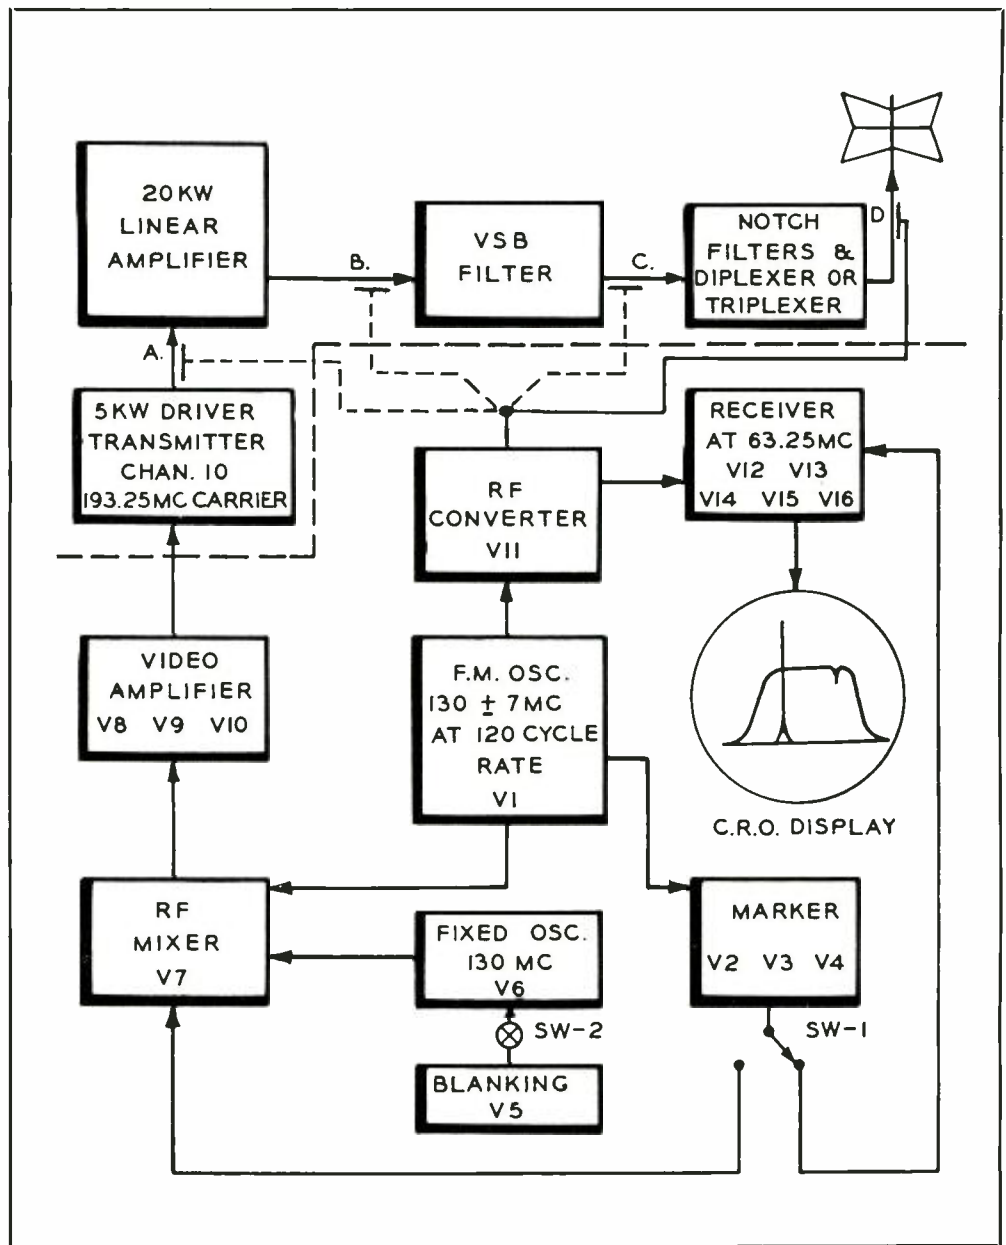 20KW
LINEAR
AMPLIFIER
B.
VSB
FILTER
C.
NOTCH
FILTERS &
DIPLEXER OR
TRIPLEXER
D
A.
5KW DRIVER
TRANSMITTER
CHAN. 10
193.25MC CARRIER
RF
CONVERTER
V11
RECEIVER
AT 63.25MC
V12 V13
V14 V15 V16
VIDEO
AMPLIFIER
V8 V9 V10
F.M. OSC.
130 ± 7MC
AT 120 CYCLE
RATE
V1
C.R.O. DISPLAY
RF
MIXER
V7
FIXED OSC.
130 MC
V6
SW-2
BLANKING
V5
MARKER
V2 V3 V4
SW-1